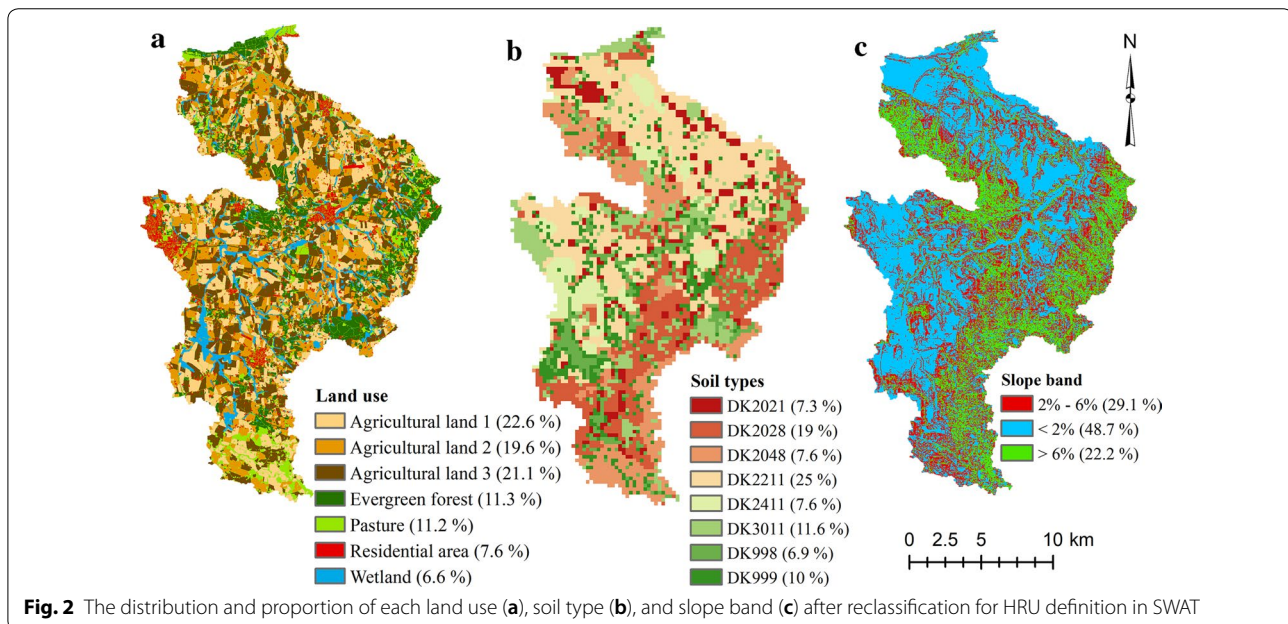 a
Land use
Agricultural land 1 (22.6 %)
Agricultural land 2 (19.6 %)
Agricultural land 3 (21.1 %)
Evergreen forest (11.3 %)
Pasture (11.2 %)
Residential area (7.6 %)
Wetland (6.6 %)
b
Soil types
DK2021 (7.3 %)
DK2028 (19 %)
DK2048 (7.6 %)
DK2211 (25 %)
DK2411 (7.6 %)
DK3011 (11.6 %)
DK998 (6.9 %)
DK999 (10 %)
c
N
Slope band
2% - 6% (29.1 %)
< 2% (48.7 %)
> 6% (22.2 %)
0 2.5 5 10 km
Fig. 2 The distribution and proportion of each land use (a), soil type (b), and slope band (c) after reclassification for HRU definition in SWAT